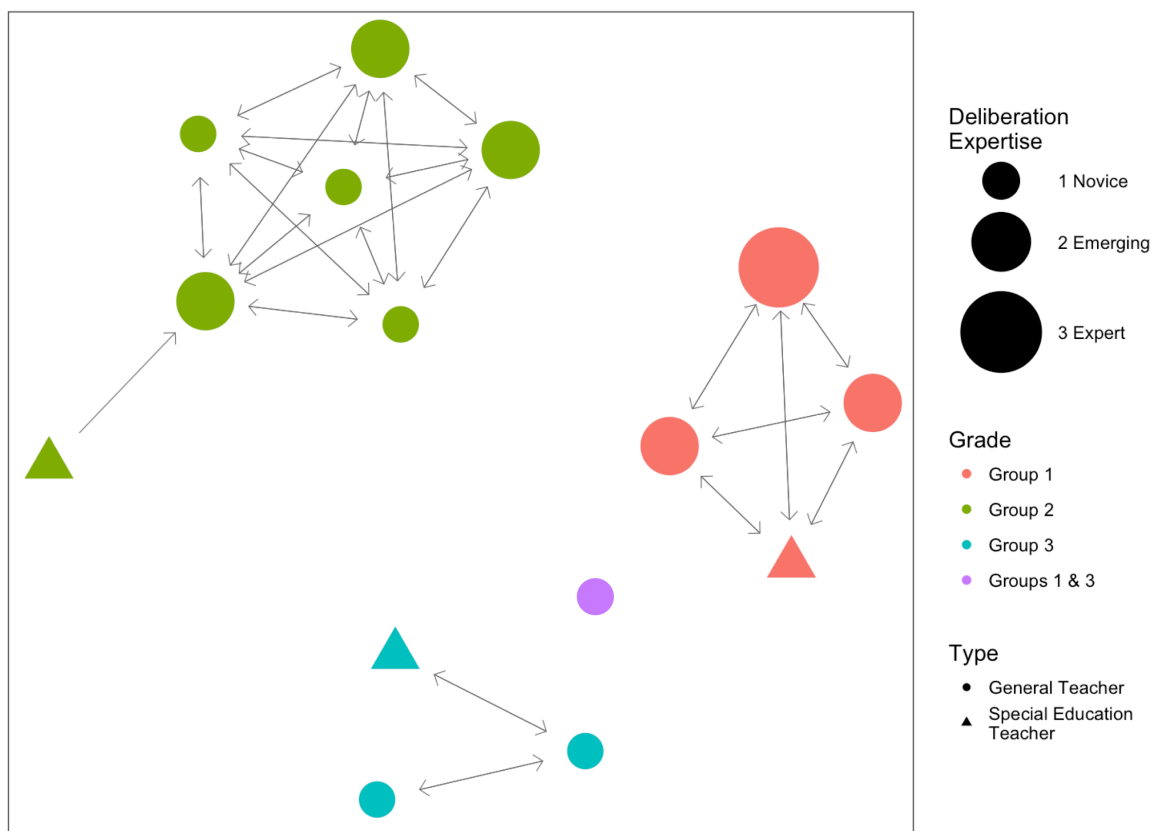 Deliberation
Expertise
1 Novice
2 Emerging
3 Expert
Grade
Group 1
Group 2
Group 3
Groups 1 & 3
Type
General Teacher
Special Education
Teacher